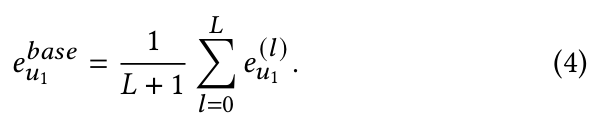 $e_{u_1}^{base} = \frac{1}{L+1} \sum_{l=0}^{L} e_{u_1}^{(l)}.$ (4)